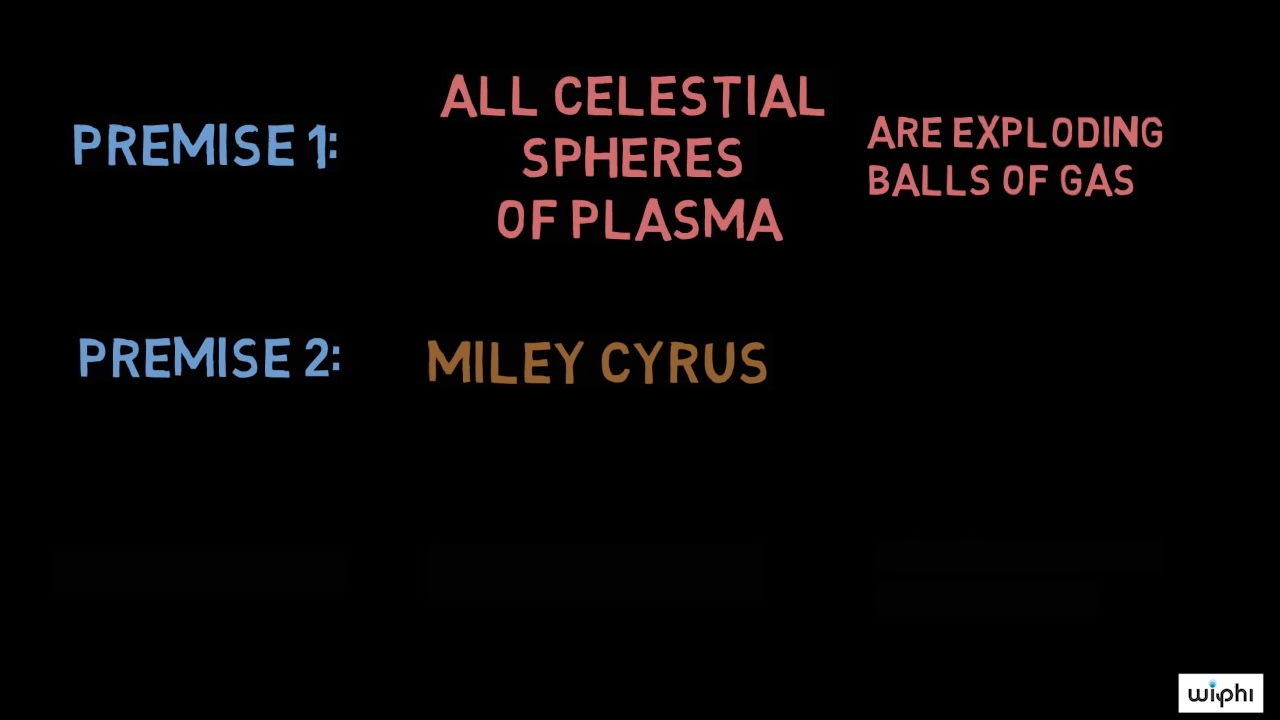 PREMISE 1:
ALL CELESTIAL
SPHERES
OF PLASMA
ARE EXPLODING
BALLS OF GAS
PREMISE 2:
MILEY CYRUS
wiphi